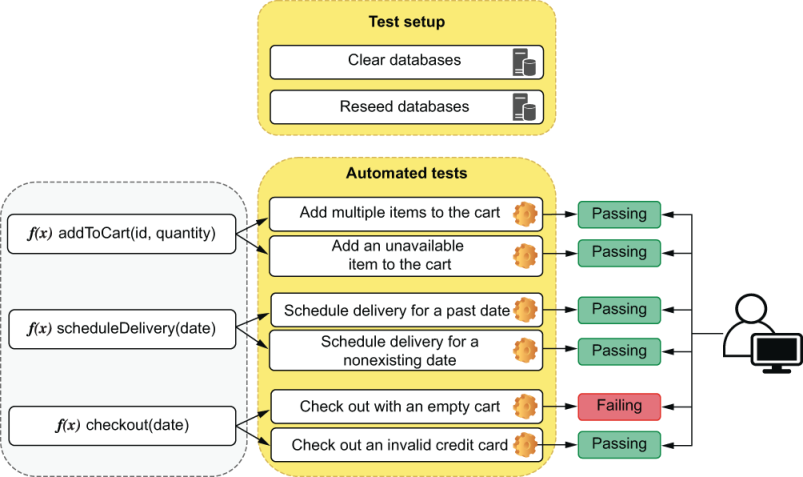 Test setup
Clear databases
Reseed databases
Automated tests
f(x) addToCart(id, quantity)
Add multiple items to the cart
Passing
Add an unavailable
item to the cart
Passing
f(x) scheduleDelivery(date)
Schedule delivery for a past date
Passing
Schedule delivery for a
nonexisting date
Passing
f(x) checkout(date)
Check out with an empty cart
Failing
Check out an invalid credit card
Passing